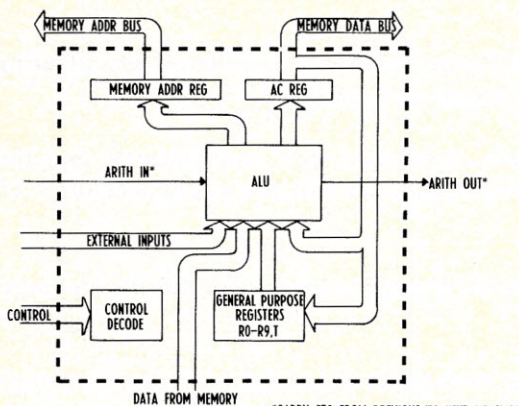 MEMORY ADDR BUS
MEMORY DATA BUS
MEMORY ADDR REG
AC REG
ARITH IN*
ALU
ARITH OUT*
EXTERNAL INPUTS
CONTROL
CONTROL
DECODE
GENERAL PURPOSE
REGISTERS
R0-R9,T
DATA FROM MEMORY